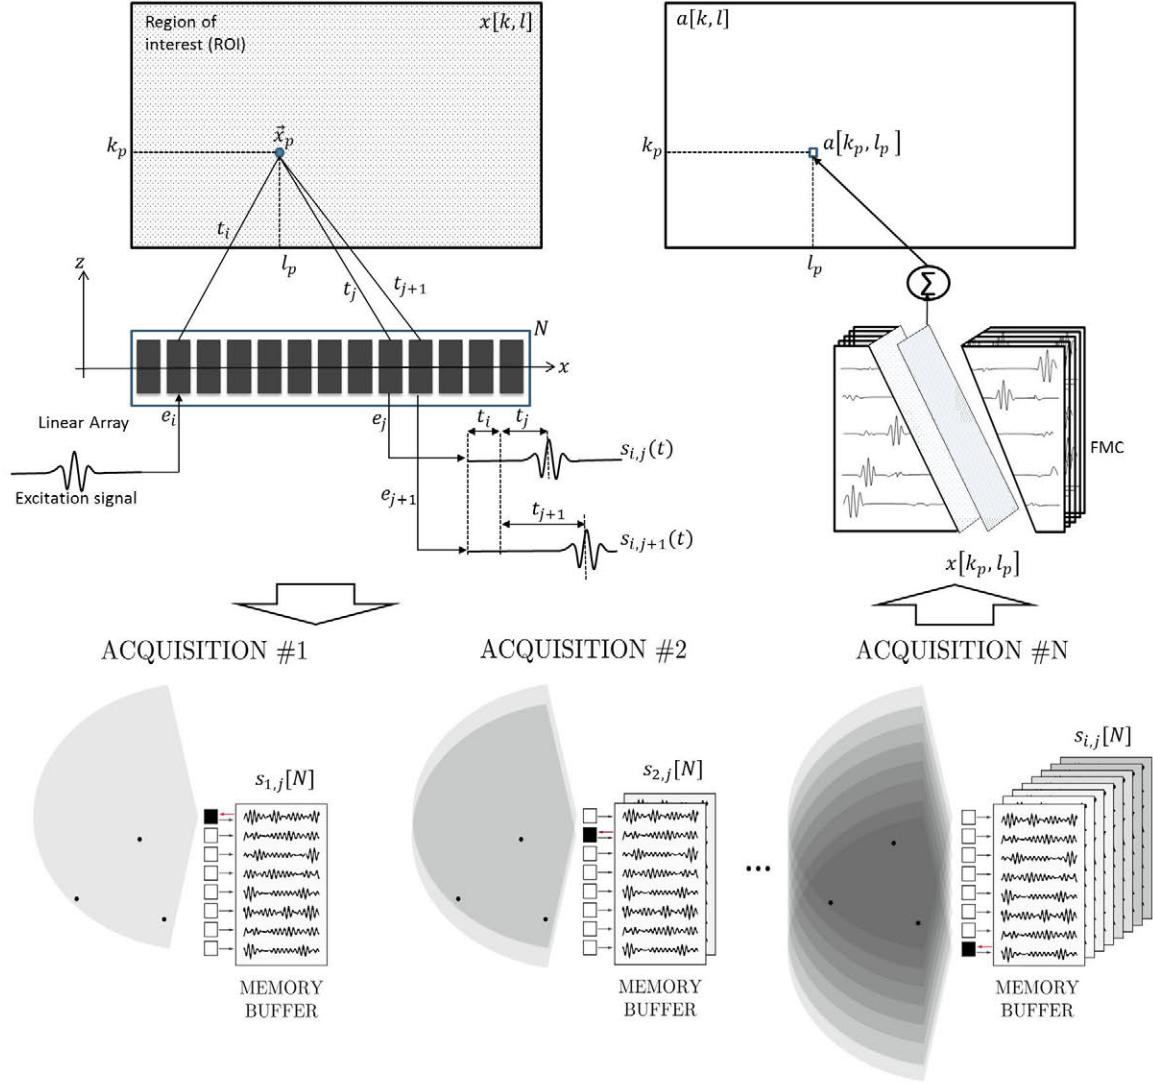 Region of
interest (ROI)
x[k, l]
a[k, l]
k_p
x⃗_p
k_p
a[k_p, l_p]
t_i
l_p
t_j
t_{j+1}
l_p
z
Σ
N
x
e_i
e_j
Linear Array
t_i
t_j
s_{i,j}(t)
FMC
Excitation signal
e_{j+1}
t_{j+1}
s_{i,j+1}(t)
x[k_p, l_p]
ACQUISITION #1
ACQUISITION #2
ACQUISITION #N
s_{1,j}[N]
s_{2,j}[N]
s_{i,j}[N]
...
MEMORY
BUFFER
MEMORY
BUFFER
MEMORY
BUFFER